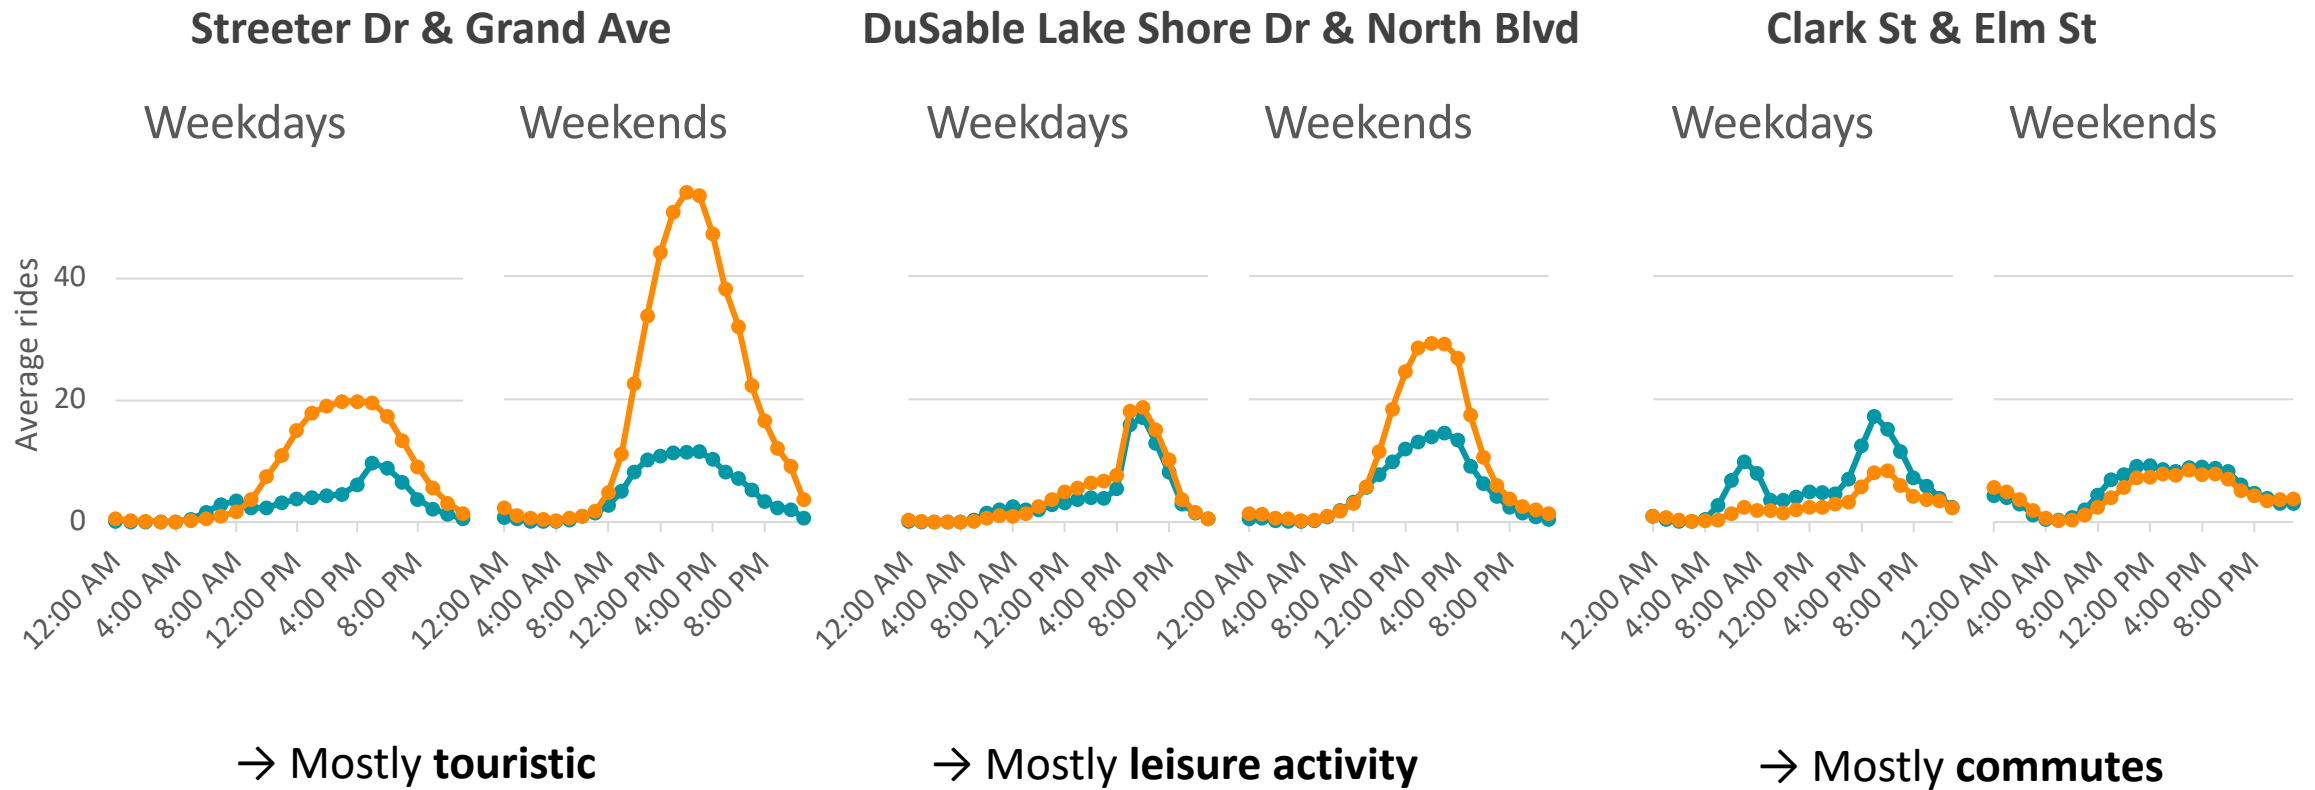 Streeter Dr & Grand Ave
DuSable Lake Shore Dr & North Blvd
Clark St & Elm St
Weekdays
Weekends
Weekdays
Weekends
Weekdays
Weekends
Average rides
40
20
0
12:00 AM
4:00 AM
8:00 AM
12:00 PM
4:00 PM
8:00 PM
12:00 AM
4:00 AM
8:00 AM
12:00 PM
4:00 PM
8:00 PM
12:00 AM
4:00 AM
8:00 AM
12:00 PM
4:00 PM
8:00 PM
12:00 AM
4:00 AM
8:00 AM
12:00 PM
4:00 PM
8:00 PM
12:00 AM
4:00 AM
8:00 AM
12:00 PM
4:00 PM
8:00 PM
12:00 AM
4:00 AM
8:00 AM
12:00 PM
4:00 PM
8:00 PM
→ Mostly touristic
→ Mostly leisure activity
→ Mostly commutes